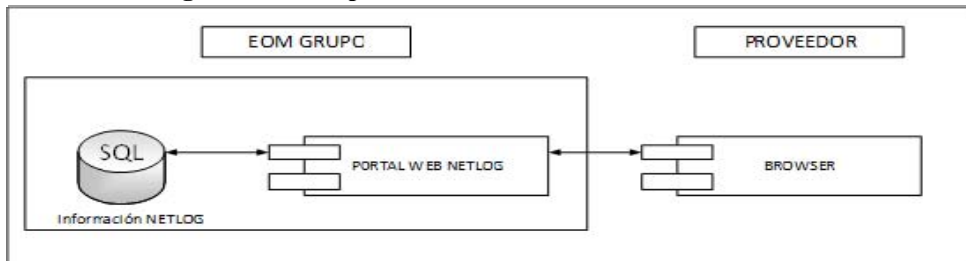 EOM GRUPO
PROVEEDOR
SQL
PORTAL WEB NETLOG
BROWSER
Información NETLOG